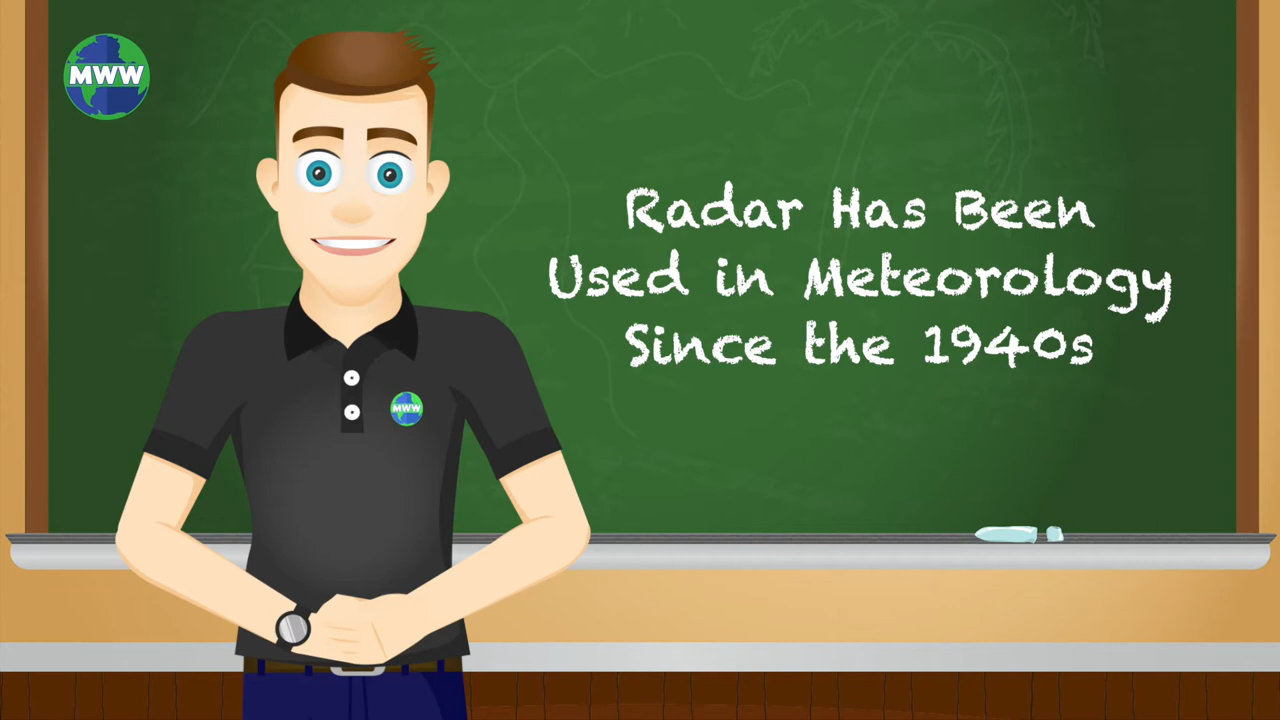 MWW
Radar Has Been
Used in Meteorology
Since the 1940s
MWW